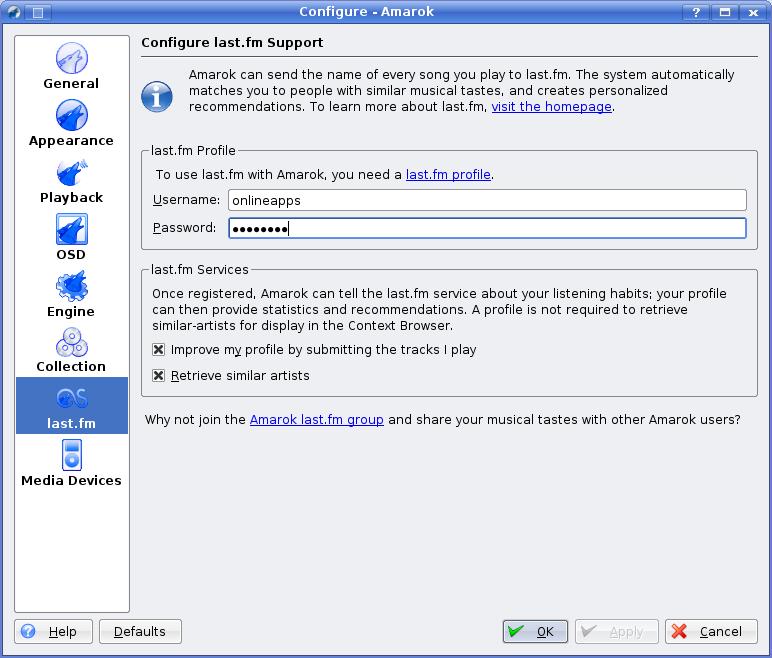 Configure - Amarok
?
General
Appearance
Playback
OSD
Engine
Collection
last.fm
Media Devices
Configure last.fm Support
Amarok can send the name of every song you play to last.fm. The system automatically
matches you to people with similar musical tastes, and creates personalized
recommendations. To learn more about last.fm, visit the homepage.
last.fm Profile
To use last.fm with Amarok, you need a last.fm profile.
Username: onlineapps
Password: ••••••••
last.fm Services
Once registered, Amarok can tell the last.fm service about your listening habits; your profile
can then provide statistics and recommendations. A profile is not required to retrieve
similar-artists for display in the Context Browser.
Improve my profile by submitting the tracks I play
Retrieve similar artists
Why not join the Amarok last.fm group and share your musical tastes with other Amarok users?
Help Defaults OK Apply Cancel